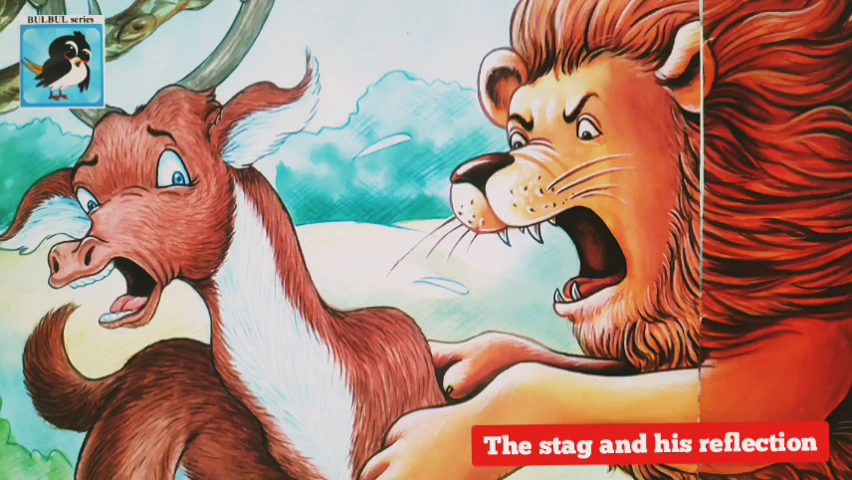 BULBUL series
The stag and his reflection